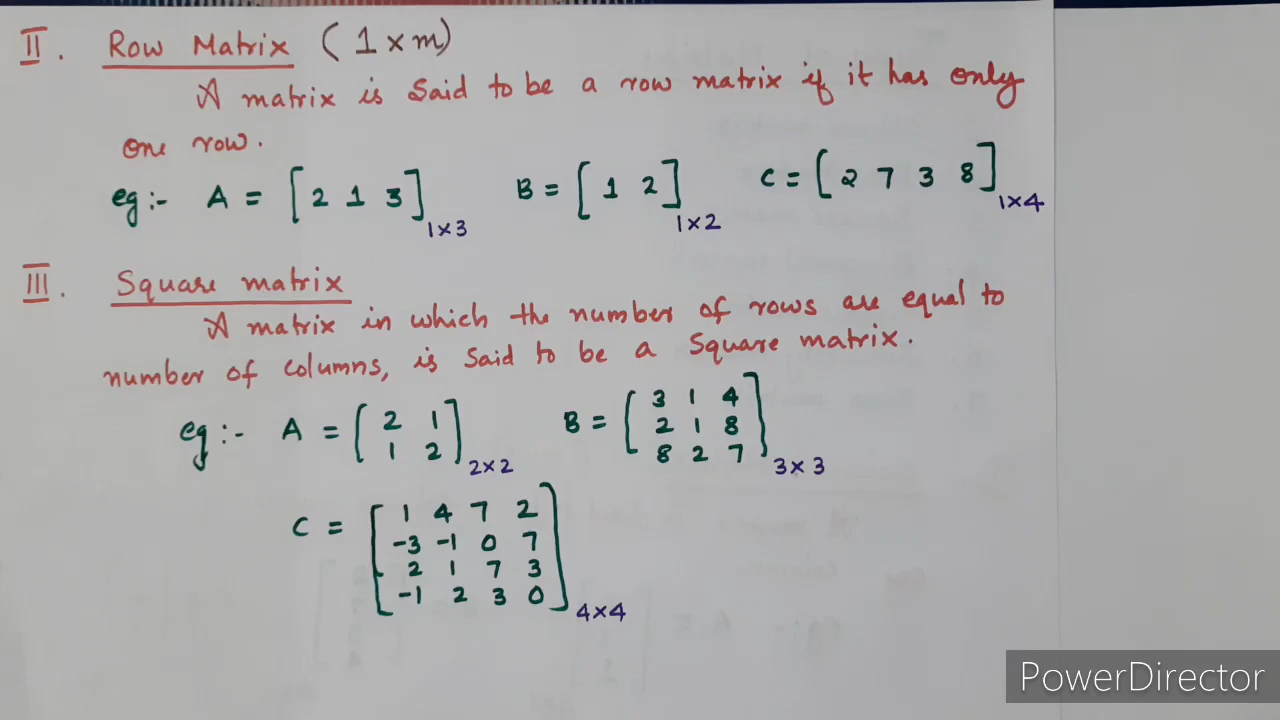 II. Row Matrix (1×m)
A matrix is said to be a row matrix if it has only
one row.
eg:- A = [2 1 3]1×3 B = [1 2]1×2 C = [2 7 3 8]1×4
III. Square matrix
A matrix in which the number of rows are equal to
number of columns, is said to be a square matrix.
eg:- A = [2 1
1 2]2×2 B = [3 1 4
2 1 8
8 2 7]3×3
C = [1 4 7 2
-3 -1 0 7
2 1 7 3
-1 2 3 0]4×4
PowerDirector